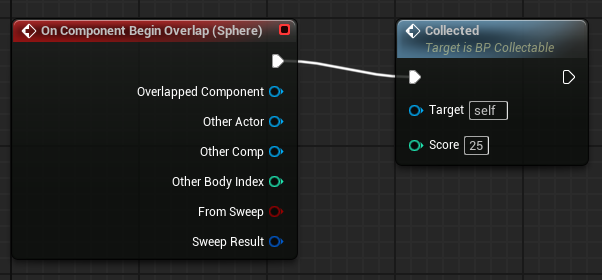 On Component Begin Overlap (Sphere)
Overlapped Component
Other Actor
Other Comp
Other Body Index
From Sweep
Sweep Result
Collected
Target is BP Collectable
Target self
Score 25